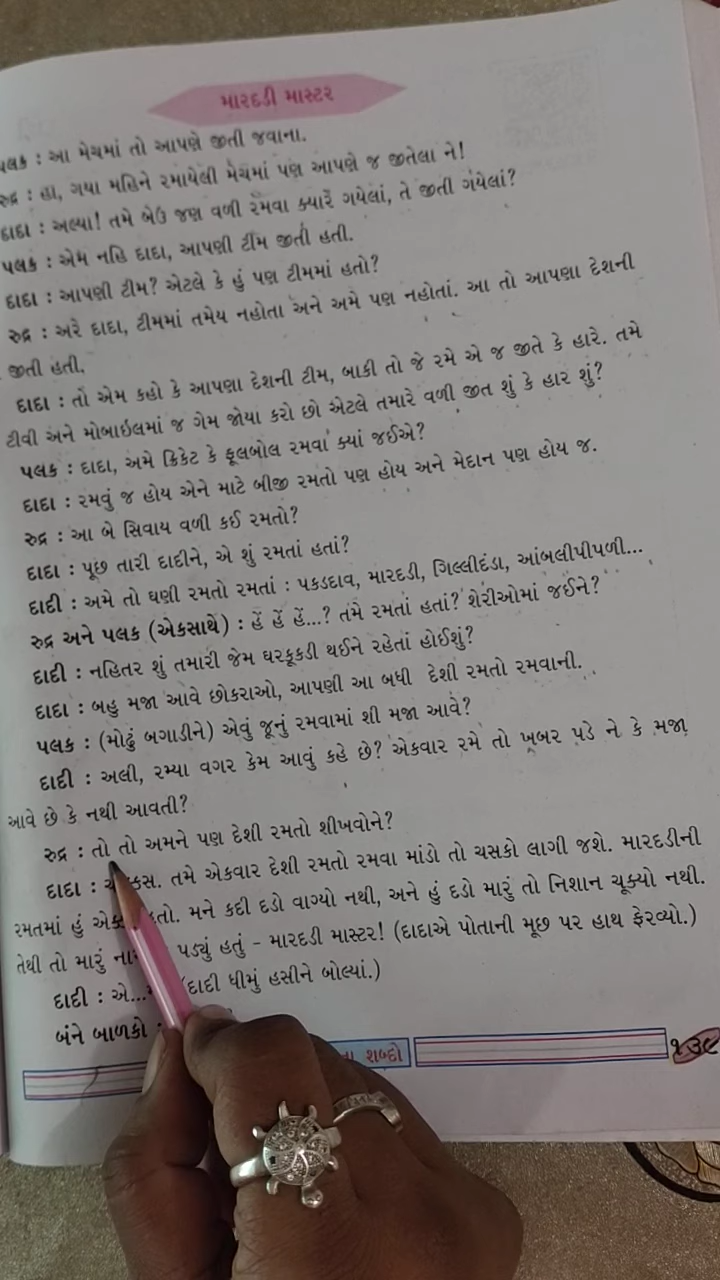 મારદડી માસ્ટર
પલક : આ મેચમાં તો આપણે જીતી જવાના.
રુદ્ર : હા, ગયા મહિને રમાયેલી મેચમાં પણ આપણે જ જીતેલા ને!
દાદા : અલ્યા! તમે બેઉ જણ વળી રમવા ક્યારે ગયેલાં, તે જીતી ગયેલાં?
પલક : એમ નહિ દાદા, આપણી ટીમ જીતી હતી.
દાદા : આપણી ટીમ? એટલે કે હું પણ ટીમમાં હતો?
રુદ્ર : અરે દાદા, ટીમમાં તમેય નહોતા અને અમે પણ નહોતાં. આ તો આપણા દેશની
જીતી હતી.
દાદા : તો એમ કહો કે આપણા દેશની ટીમ, બાકી તો જે રમે એ જ જીતે કે હારે. તમે
ટીવી અને મોબાઇલમાં જ ગેમ જોયા કરો છો એટલે તમારે વળી જીત શું કે હાર શું?
પલક : દાદા, અમે ક્રિકેટ કે ફૂલબોલ રમવા ક્યાં જઈએ?
દાદા : રમવું જ હોય એને માટે બીજી રમતો પણ હોય અને મેદાન પણ હોય જ.
રુદ્ર : આ બે સિવાય વળી કઈ રમતો?
દાદા : પૂછ તારી દાદીને, એ શું રમતાં હતાં?
દાદી : અમે તો ઘણી રમતો રમતાં : પકડદાવ, મારદડી, ગિલ્લીદંડા, આંબલીપીપળી...
રુદ્ર અને પલક (એકસાથે) : હેં હેં હેં...? તમે રમતાં હતાં? શેરીઓમાં જઈને?
દાદી : નહિતર શું તમારી જેમ ઘરકૂકડી થઈને રહેતાં હોઈશું?
દાદા : બહુ મજા આવે છોકરાઓ, આપણી આ બધી દેશી રમતો રમવાની.
પલક : (મોઢું બગાડીને) એવું જૂનું રમવામાં શી મજા આવે?
દાદી : અલી, રમ્યા વગર કેમ આવું કહે છે? એકવાર રમે તો ખબર પડે ને કે મજા
આવે છે કે નથી આવતી?
રુદ્ર : તો તો અમને પણ દેશી રમતો શીખવોને?
દાદા : તમે એકવાર દેશી રમતો રમવા માંડો તો ચસકો લાગી જશે. મારદડીની
રમતમાં હું મને કદી દડો વાગ્યો નથી, અને હું દડો મારું તો નિશાન ચૂક્યો નથી.
તેથી તો મારું પડ્યું હતું - મારદડી માસ્ટર! (દાદાએ પોતાની મૂછ પર હાથ ફેરવ્યો.)
દાદી : એ... (દાદી ધીમું હસીને બોલ્યાં.)
બંને બાળકો :
શબ્દો
૧૩૯